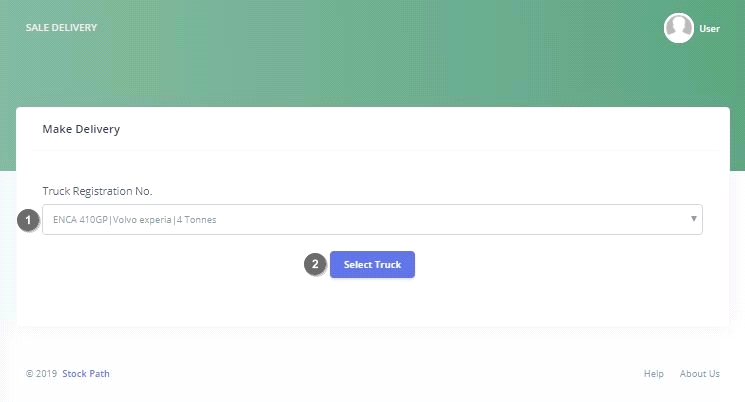 SALE DELIVERY
User
Make Delivery
Truck Registration No.
1
ENCA 410GP|Volvo experia|4 Tonnes
2
Select Truck
© 2019 Stock Path
Help About Us